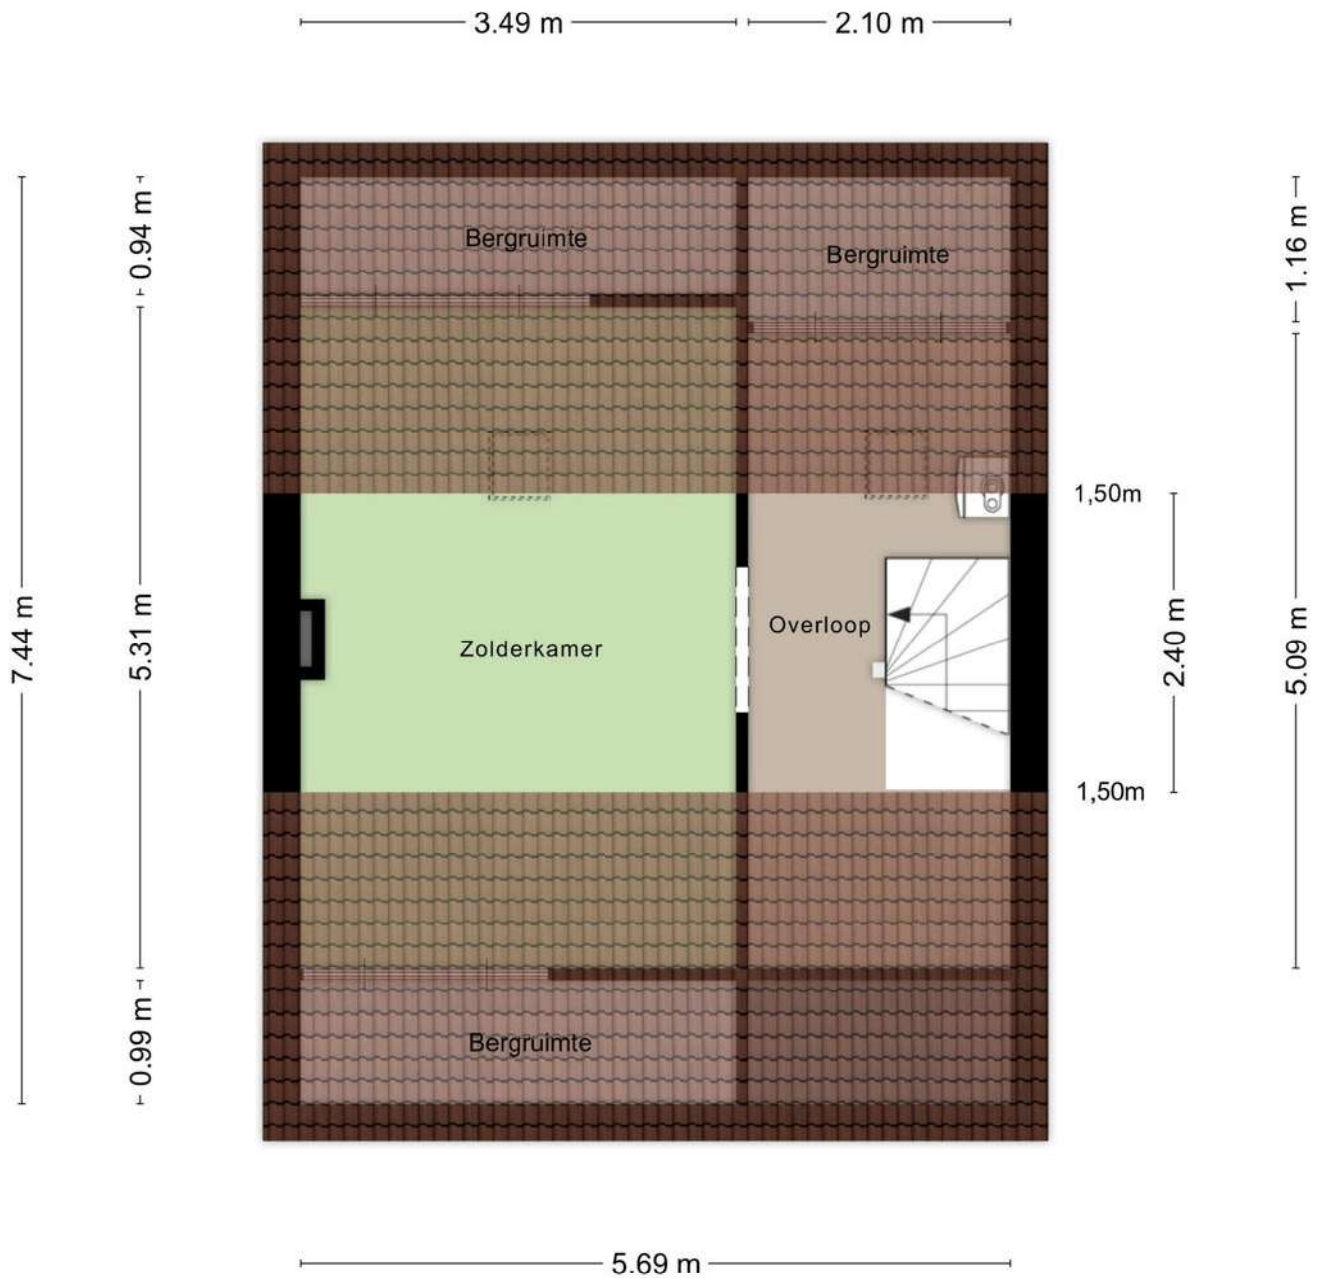 3.49 m
2.10 m
0.94 m
1.16 m
Bergruimte
Bergruimte
1,50m
7.44 m
5.31 m
Zolderkamer
Overloop
2.40 m
5.09 m
1,50m
0.99 m
Bergruimte
5.69 m